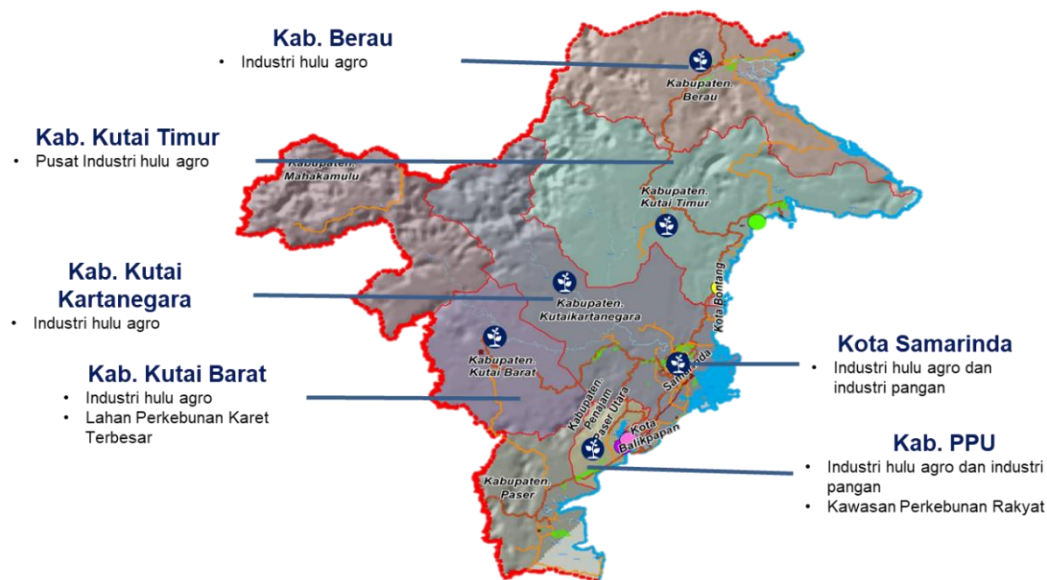 Kab. Berau
• Industri hulu agro
Kab. Kutai Timur
• Pusat Industri hulu agro
Kab. Kutai
Kartanegara
• Industri hulu agro
Kab. Kutai Barat
• Industri hulu agro
• Lahan Perkebunan Karet
Terbesar
Kota Samarinda
• Industri hulu agro dan
industri pangan
Kab. PPU
• Industri hulu agro dan industri
pangan
• Kawasan Perkebunan Rakyat
Kabupaten.
Berau
Kabupaten.
Mahakamulu
Kabupaten.
Kutai Timur
Kota Bontang
Kabupaten.
Kutaikartanegara
Kabupaten.
Kutai Barat
Samarinda
Kabupaten.
Penajam
Paser Utara
Kota
Balikpapan
Kabupaten.
Paser